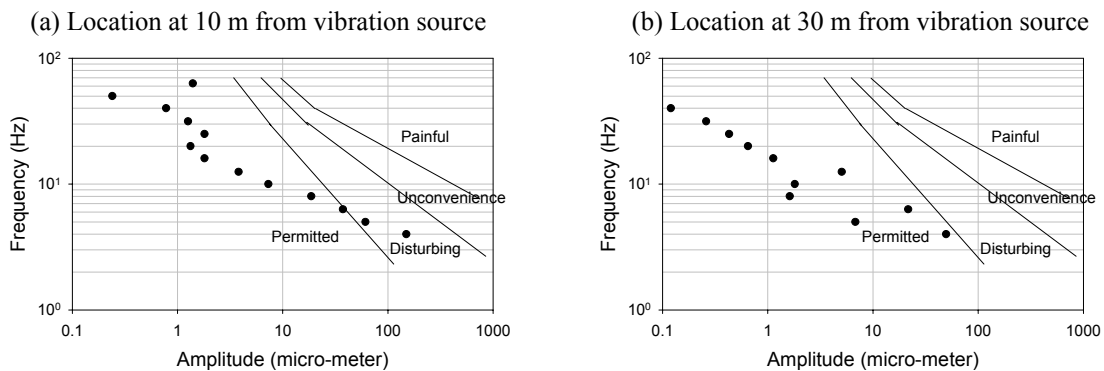 (a) Location at 10 m from vibration source
10²
Painful
Frequency (Hz)
10¹
Unconvenience
Permitted
Disturbing
10⁰
0.1 1 10 100 1000
Amplitude (micro-meter)
(b) Location at 30 m from vibration source
10²
Painful
Frequency (Hz)
10¹
Unconvenience
Permitted
Disturbing
10⁰
0.1 1 10 100 1000
Amplitude (micro-meter)